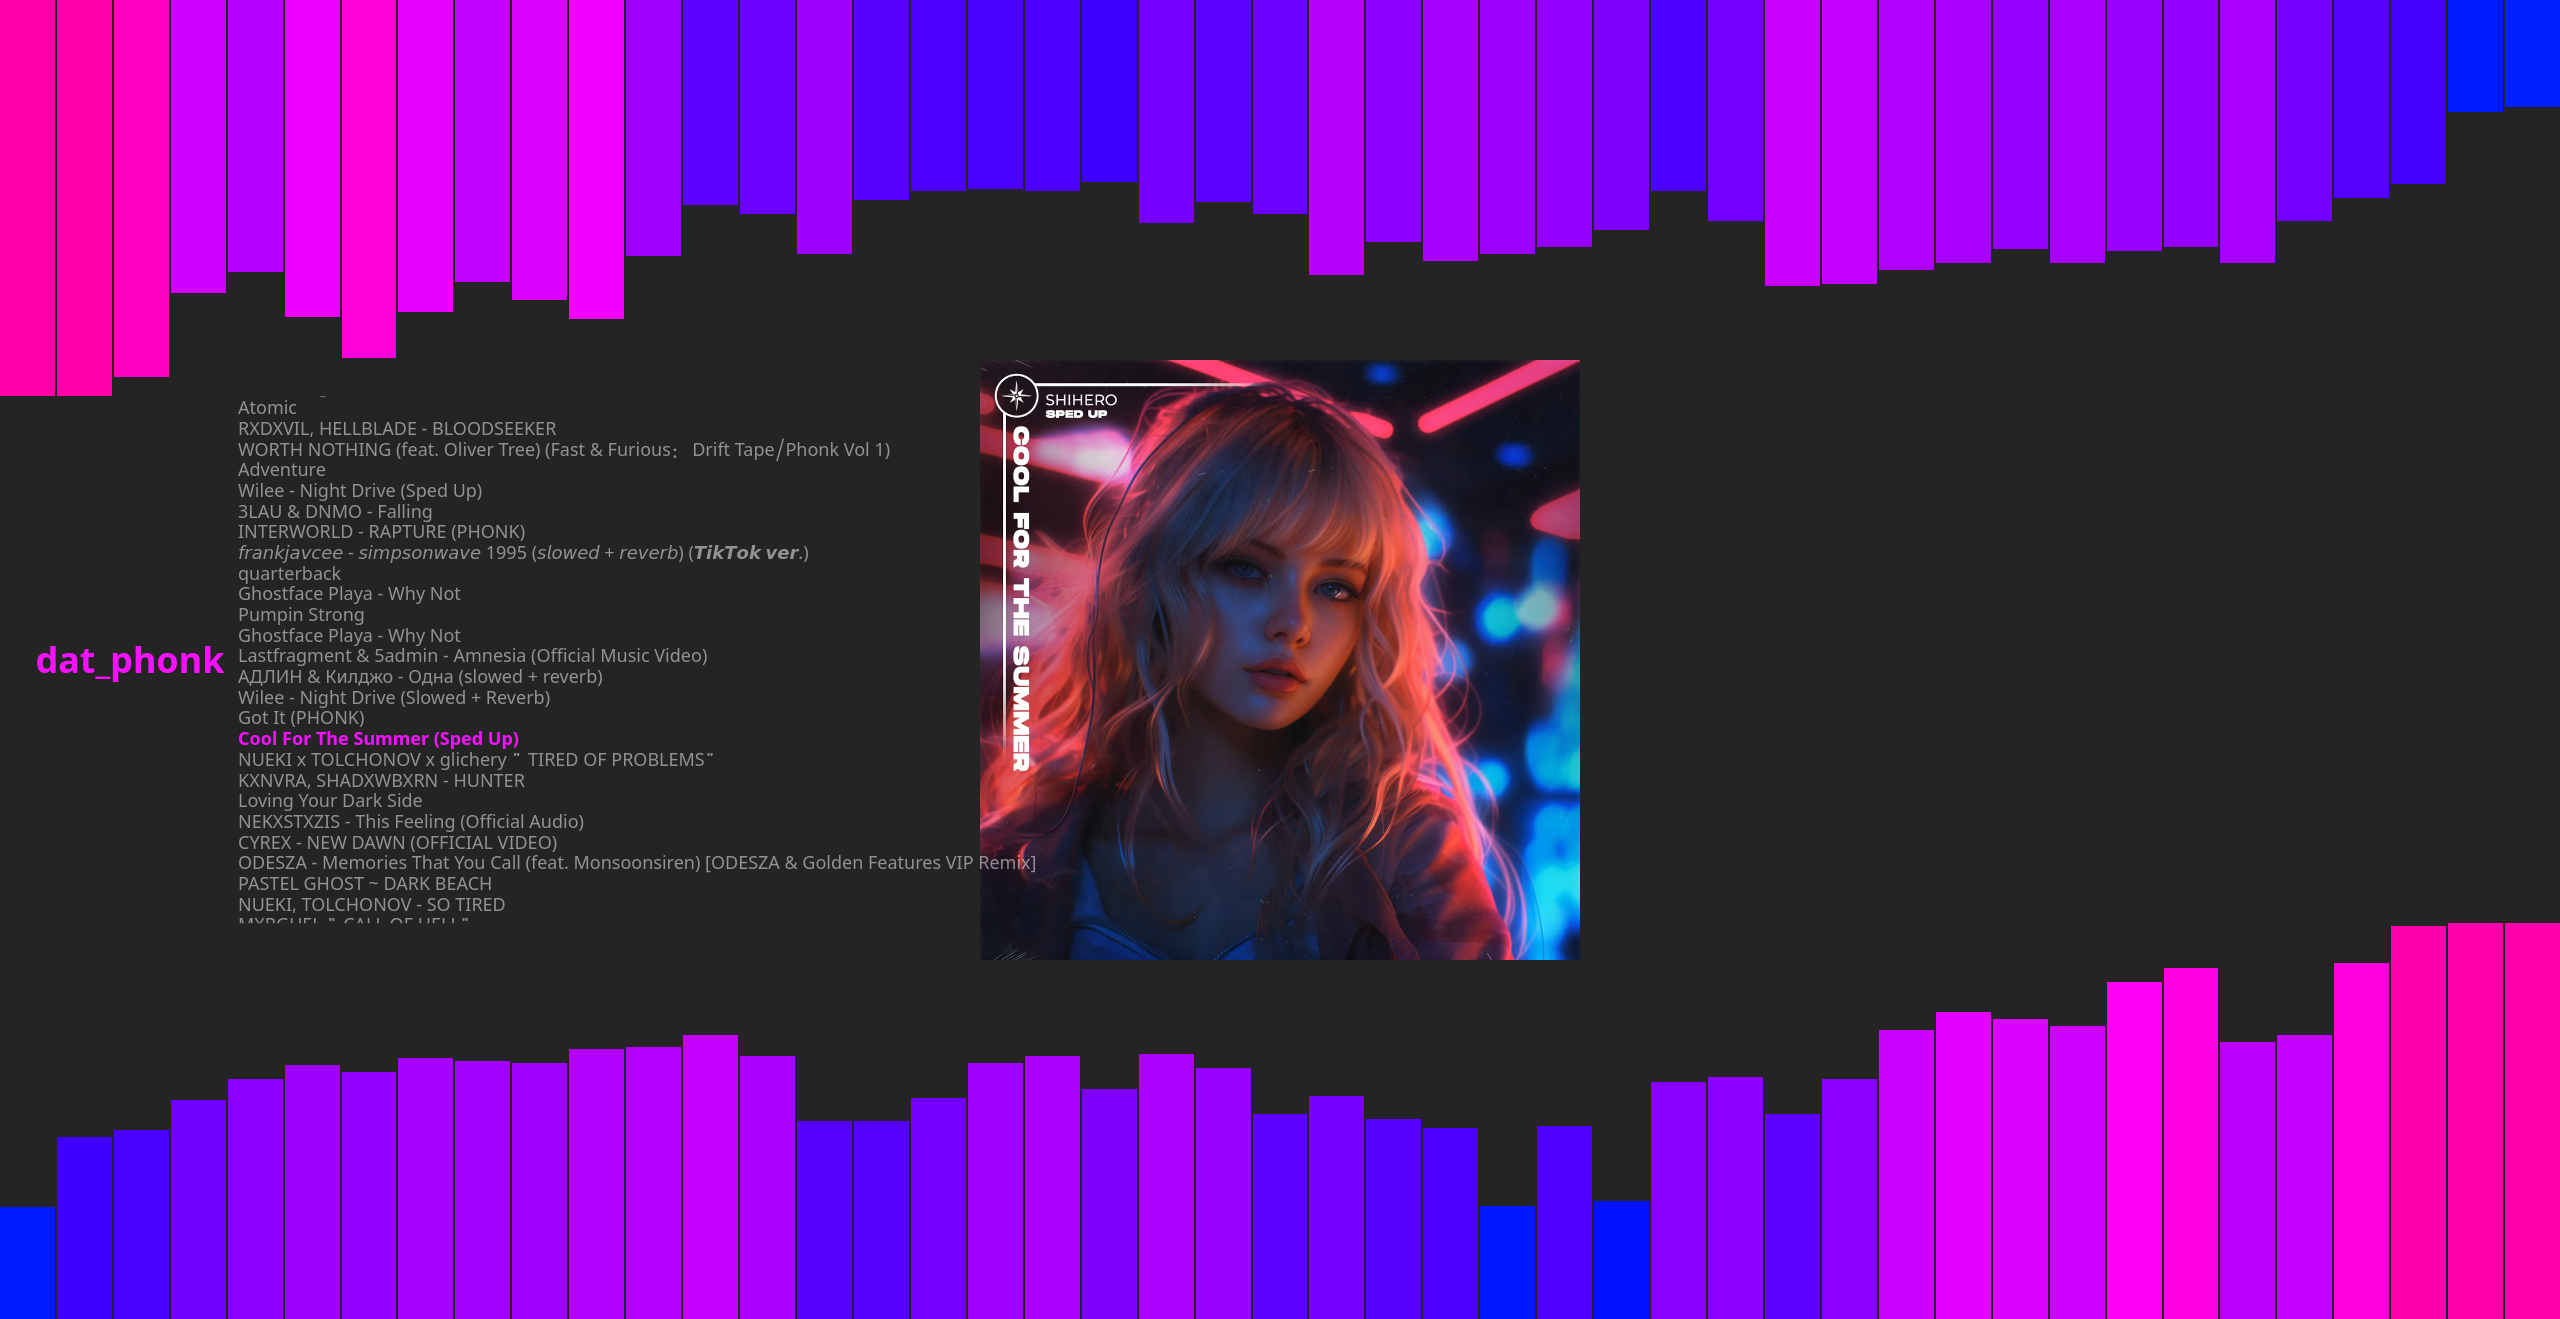 Atomic
RXDXVIL, HELLBLADE - BLOODSEEKER
WORTH NOTHING (feat. Oliver Tree) (Fast & Furious： Drift Tape⧸Phonk Vol 1)
Adventure
Wilee - Night Drive (Sped Up)
3LAU & DNMO - Falling
INTERWORLD - RAPTURE (PHONK)
𝘧𝘳𝘢𝘯𝘬𝘫𝘢𝘷𝘤𝘦𝘦 - 𝘴𝘪𝘮𝘱𝘴𝘰𝘯𝘸𝘢𝘷𝘦 1995 (𝘴𝘭𝘰𝘸𝘦𝘥 + 𝘳𝘦𝘷𝘦𝘳𝘣) (𝙏𝙞𝙠𝙏𝙤𝙠 𝙫𝙚𝙧.)
quarterback
Ghostface Playa - Why Not
Pumpin Strong
Ghostface Playa - Why Not
dat_phonk
Lastfragment & 5admin - Amnesia (Official Music Video)
АДЛИН & Килджо - Одна (slowed + reverb)
Wilee - Night Drive (Slowed + Reverb)
Got It (PHONK)
Cool For The Summer (Sped Up)
NUEKI x TOLCHONOV x glichery ＂TIRED OF PROBLEMS＂
KXNVRA, SHADXWBXRN - HUNTER
Loving Your Dark Side
NEKXSTXZIS - This Feeling (Official Audio)
CYREX - NEW DAWN (OFFICIAL VIDEO)
ODESZA - Memories That You Call (feat. Monsoonsiren) [ODESZA & Golden Features VIP Remix]
PASTEL GHOST ~ DARK BEACH
NUEKI, TOLCHONOV - SO TIRED
SHIHERO
SPED UP
COOL FOR THE SUMMER